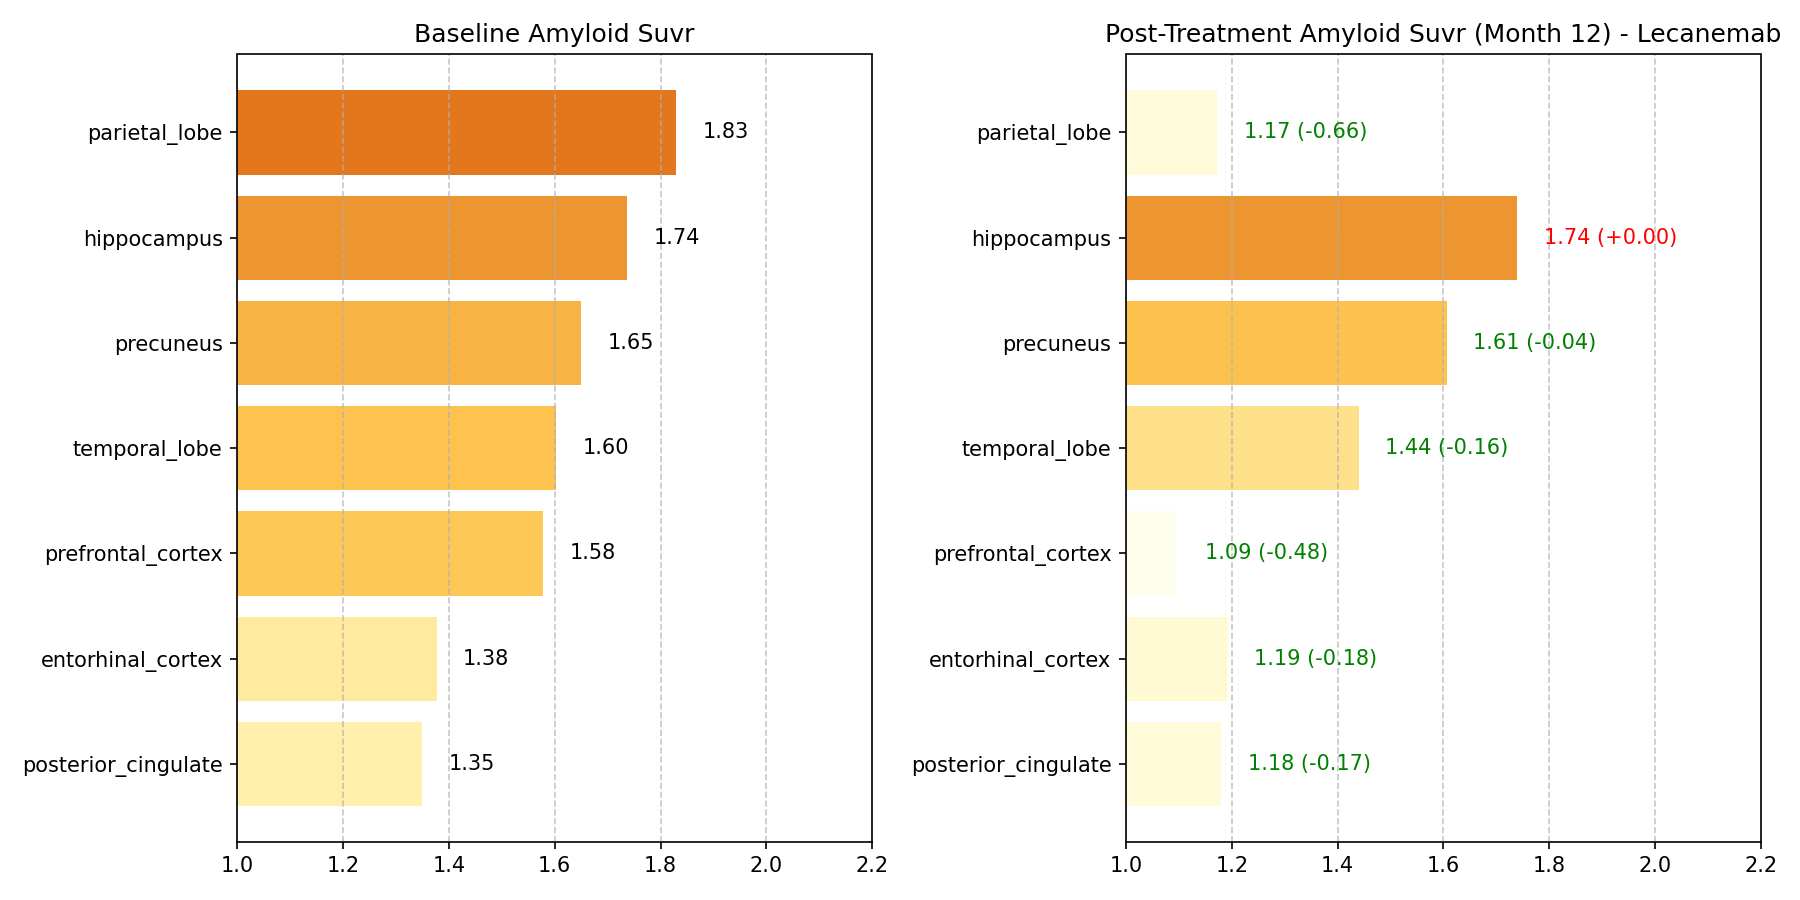 Baseline Amyloid Suvr
parietal_lobe
1.83
hippocampus
1.74
precuneus
1.65
temporal_lobe
1.60
prefrontal_cortex
1.58
entorhinal_cortex
1.38
posterior_cingulate
1.35
1.0 1.2 1.4 1.6 1.8 2.0 2.2
Post-Treatment Amyloid Suvr (Month 12) - Lecanemab
parietal_lobe
1.17 (-0.66)
hippocampus
1.74 (+0.00)
precuneus
1.61 (-0.04)
temporal_lobe
1.44 (-0.16)
prefrontal_cortex
1.09 (-0.48)
entorhinal_cortex
1.19 (-0.18)
posterior_cingulate
1.18 (-0.17)
1.0 1.2 1.4 1.6 1.8 2.0 2.2